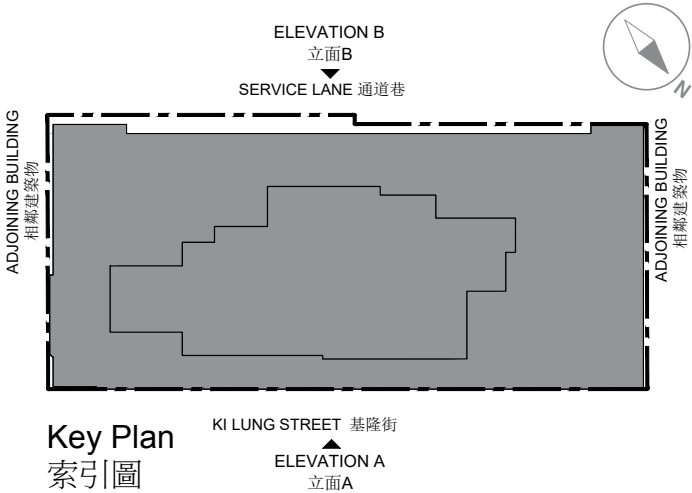 ELEVATION B
立面B
SERVICE LANE 通道巷
N
ADJOINING BUILDING
相鄰建築物
ADJOINING BUILDING
相鄰建築物
KI LUNG STREET 基隆街
ELEVATION A
立面A
Key Plan
索引圖